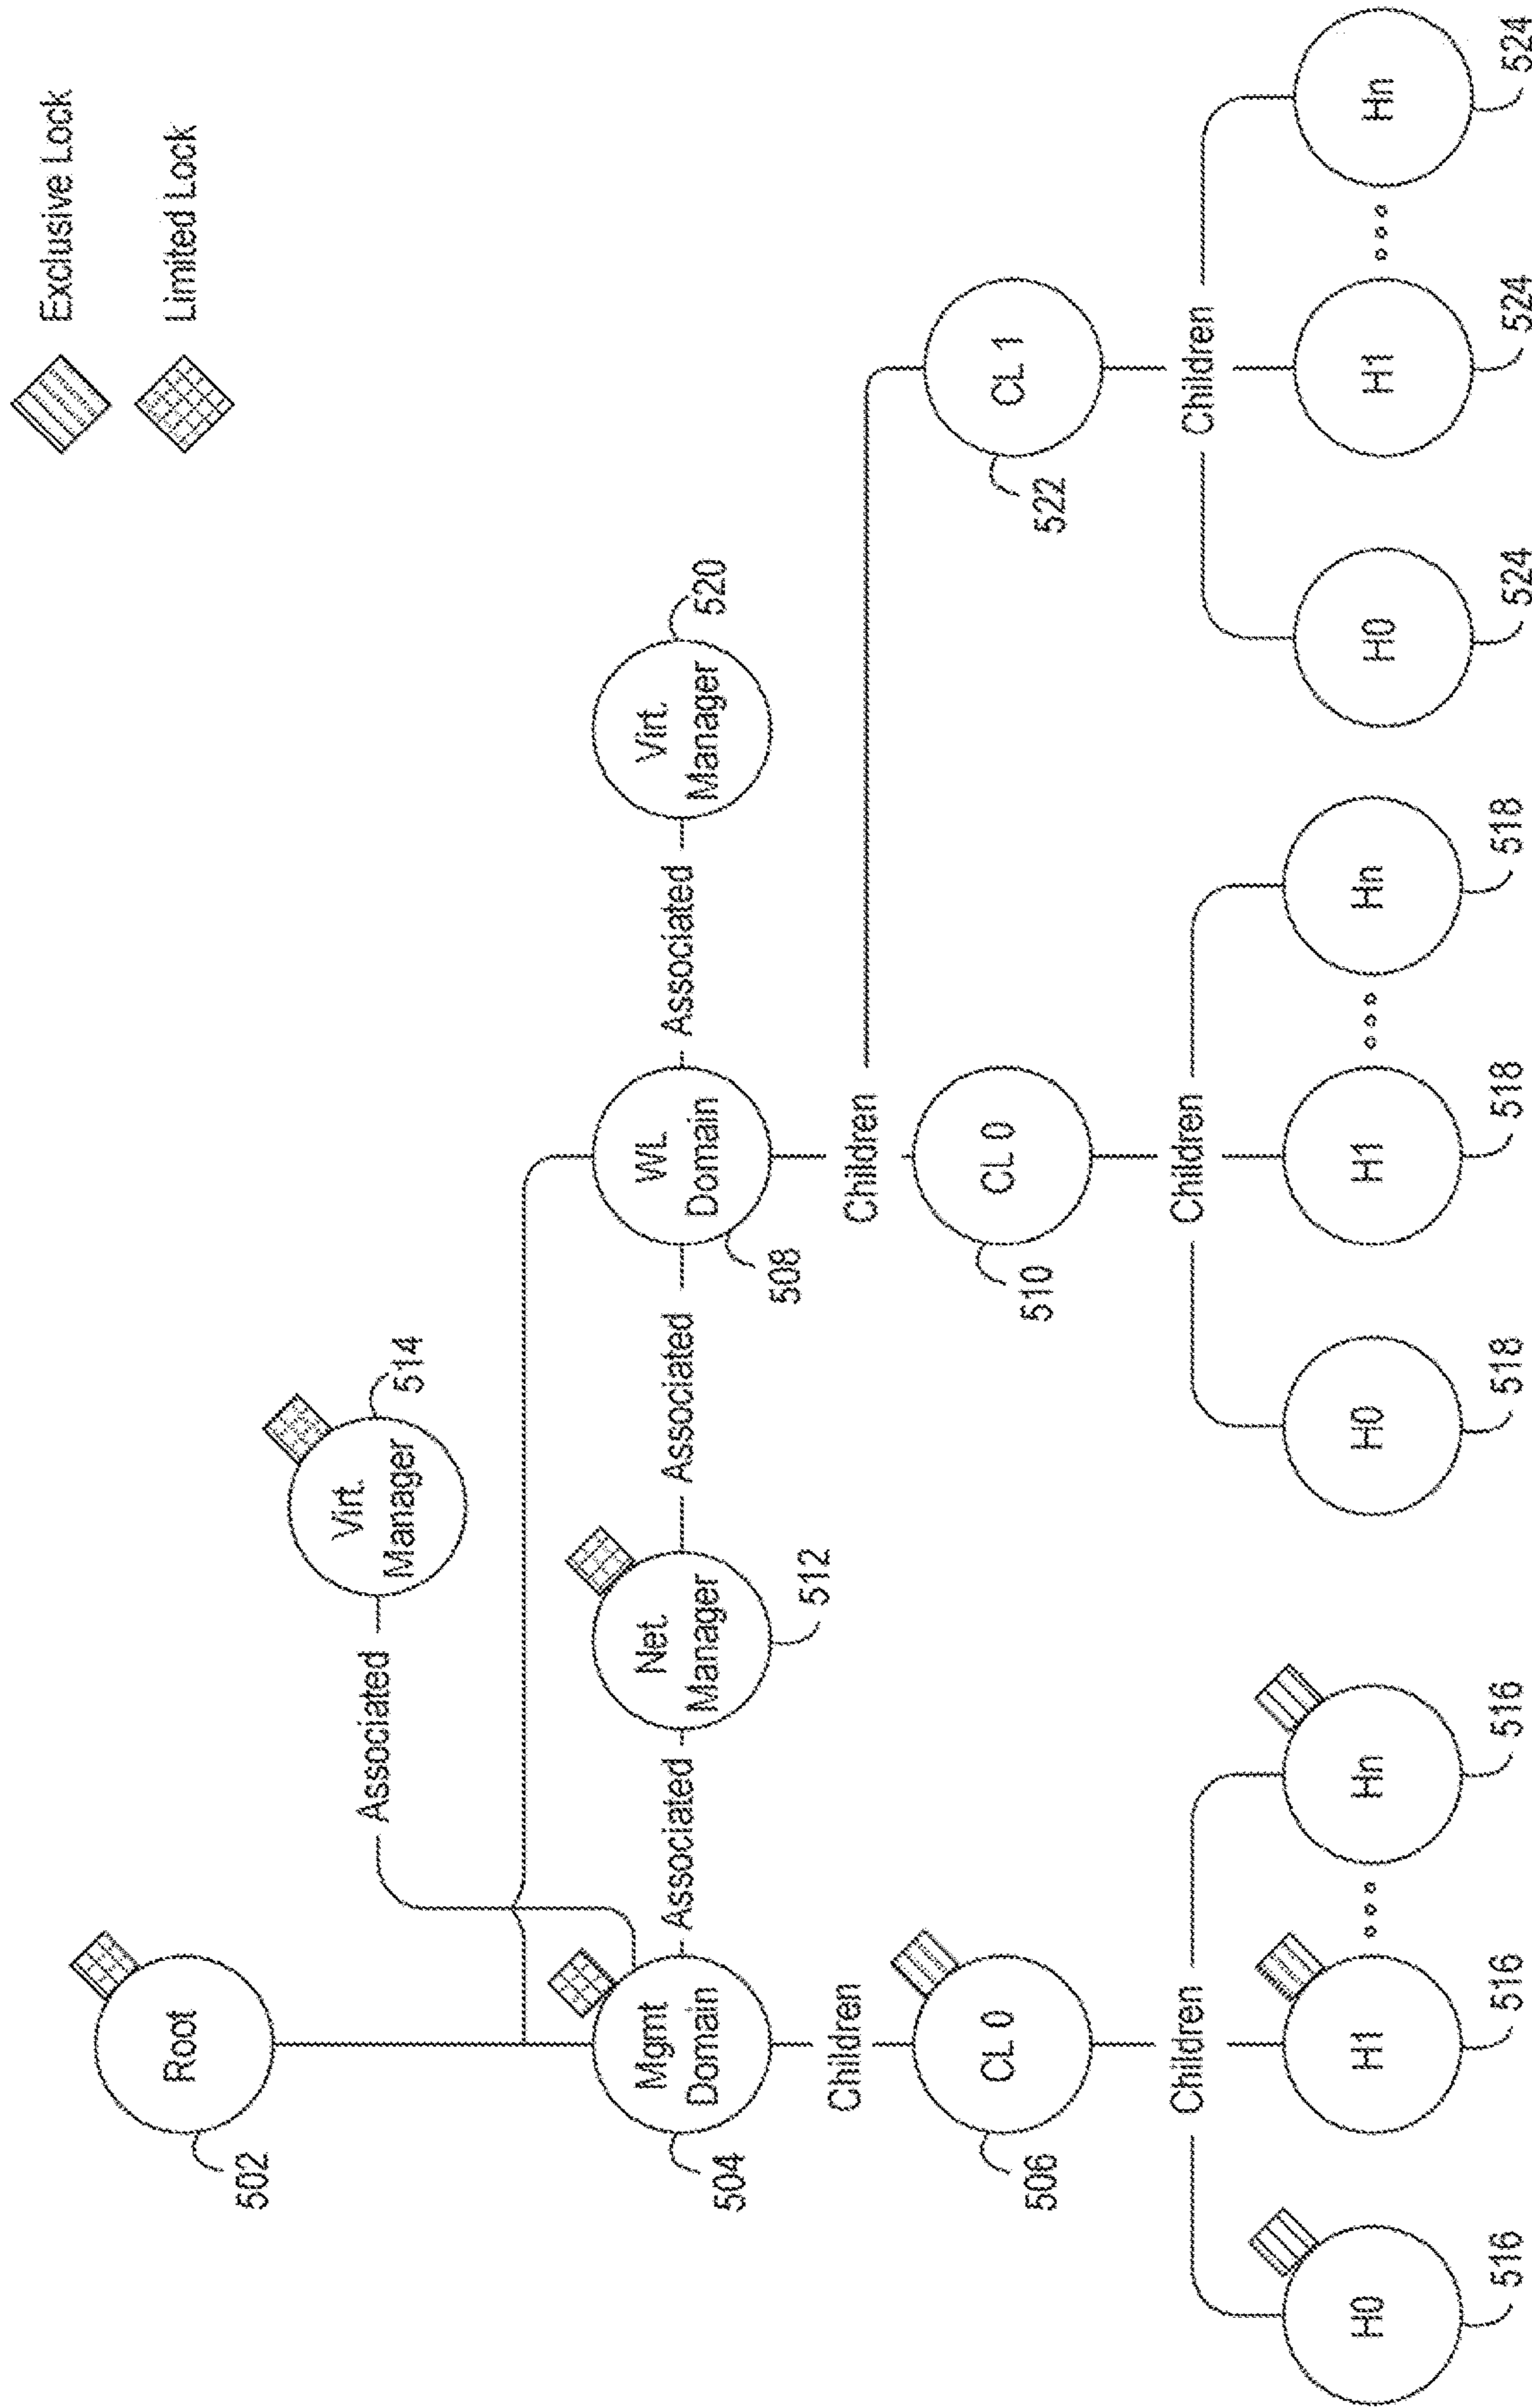 Exclusive Lock
Limited Lock
Root
502
Virt.
Manager
514
Associated
Mgmt
Domain
504
Associated
Net.
Manager
512
Associated
WL
Domain
508
Associated
Virt.
Manager
520
Children
Children
CL 0
506
CL 0
510
CL 1
522
Children
Children
Children
H0
516
H1
516
Hn
516
H0
518
H1
518
Hn
518
H0
524
H1
524
Hn
524